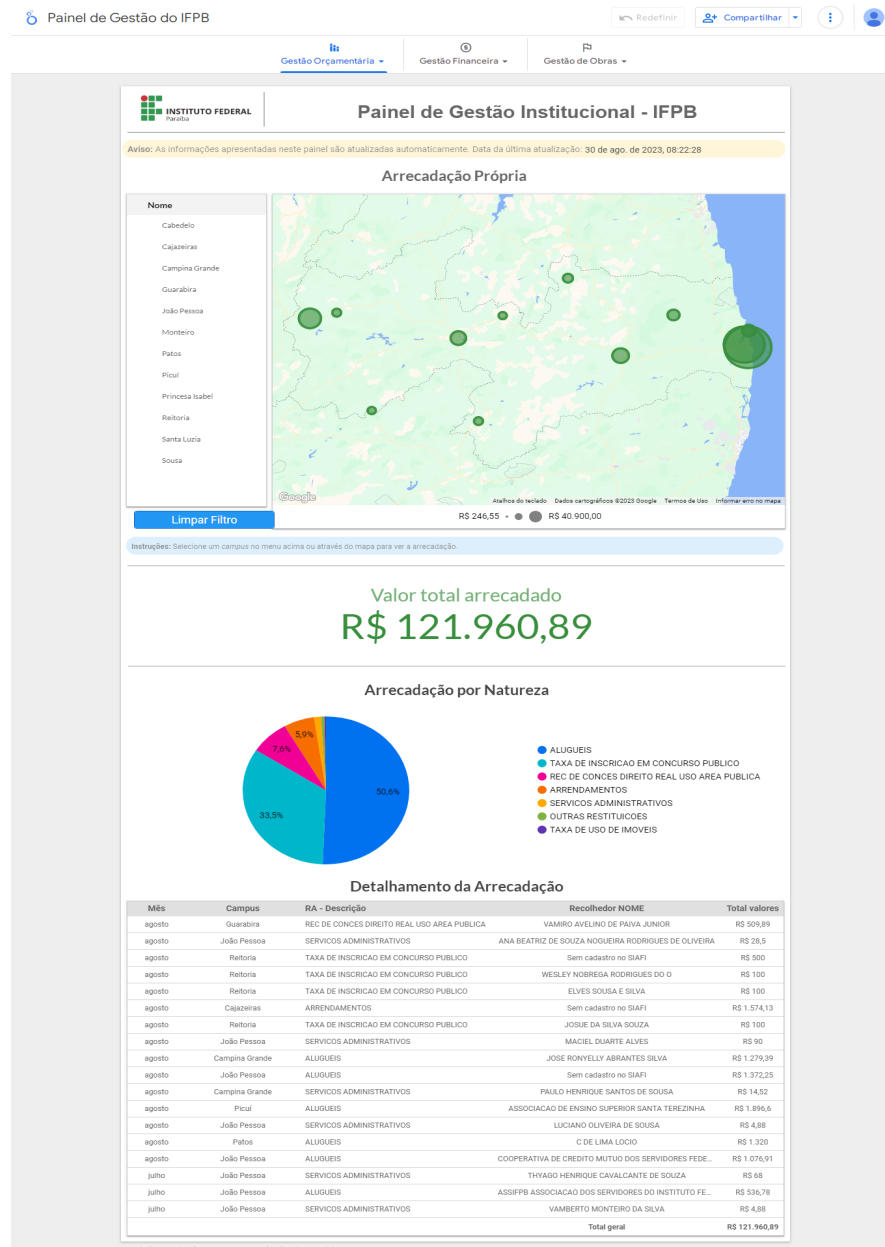 Painel de Gestão do IFPB
Redefinir
Compartilhar
Gestão Orçamentária
Gestão Financeira
Gestão de Obras
INSTITUTO FEDERAL
Paraíba
Painel de Gestão Institucional - IFPB
Aviso: As informações apresentadas neste painel são atualizadas automaticamente. Data da última atualização: 30 de ago. de 2023, 08:22:28
Arrecadação Própria
Nome
Cabedelo
Cajazeiras
Campina Grande
Guarabira
João Pessoa
Monteiro
Patos
Picuí
Princesa Isabel
Reitoria
Santa Luzia
Sousa
Google
Atalhos do teclado Dados cartográficos ©2023 Google Termos de Uso Informar erro no mapa
Limpar Filtro
R$ 246,55 R$ 40.900,00
Instruções: Selecione um campus no menu acima ou através do mapa para ver a arrecadação.
Valor total arrecadado
R$ 121.960,89
Arrecadação por Natureza
50,6%
33,5%
7,6%
5,9%
ALUGUEIS
TAXA DE INSCRICAO EM CONCURSO PUBLICO
REC DE CONCES DIREITO REAL USO AREA PUBLICA
ARRENDAMENTOS
SERVICOS ADMINISTRATIVOS
OUTRAS RESTITUICOES
TAXA DE USO DE IMOVEIS
Detalhamento da Arrecadação
Mês Campus RA - Descrição Recolhedor NOME Total valores
agosto Guarabira REC DE CONCES DIREITO REAL USO AREA PUBLICA VAMIRO AVELINO DE PAIVA JUNIOR R$ 509,89
agosto João Pessoa SERVICOS ADMINISTRATIVOS ANA BEATRIZ DE SOUZA NOGUEIRA RODRIGUES DE OLIVEIRA R$ 28,5
agosto Reitoria TAXA DE INSCRICAO EM CONCURSO PUBLICO Sem cadastro no SIAFI R$ 500
agosto Reitoria TAXA DE INSCRICAO EM CONCURSO PUBLICO WESLEY NOBREGA RODRIGUES DO O R$ 100
agosto Reitoria TAXA DE INSCRICAO EM CONCURSO PUBLICO ELVES SOUSA E SILVA R$ 100
agosto Cajazeiras ARRENDAMENTOS Sem cadastro no SIAFI R$ 1.574,13
agosto Reitoria TAXA DE INSCRICAO EM CONCURSO PUBLICO JOSUE DA SILVA SOUZA R$ 100
agosto João Pessoa SERVICOS ADMINISTRATIVOS MACIEL DUARTE ALVES R$ 90
agosto Campina Grande ALUGUEIS JOSE RONYELLY ABRANTES SILVA R$ 1.279,39
agosto João Pessoa ALUGUEIS Sem cadastro no SIAFI R$ 1.372,25
agosto Campina Grande SERVICOS ADMINISTRATIVOS PAULO HENRIQUE SANTOS DE SOUSA R$ 14,52
agosto Picuí ALUGUEIS ASSOCIACAO DE ENSINO SUPERIOR SANTA TEREZINHA R$ 1.896,6
agosto João Pessoa SERVICOS ADMINISTRATIVOS LUCIANO OLIVEIRA DE SOUSA R$ 4,88
agosto Patos ALUGUEIS C DE LIMA LOCIO R$ 1.320
agosto João Pessoa ALUGUEIS COOPERATIVA DE CREDITO MUTUO DOS SERVIDORES FEDE... R$ 1.076,91
julho João Pessoa SERVICOS ADMINISTRATIVOS THYAGO HENRIQUE CAVALCANTE DE SOUZA R$ 68
julho João Pessoa ALUGUEIS ASSIFPB ASSOCIACAO DOS SERVIDORES DO INSTITUTO FE... R$ 536,78
julho João Pessoa SERVICOS ADMINISTRATIVOS VAMBERTO MONTEIRO DA SILVA R$ 4,88
Total geral R$ 121.960,89